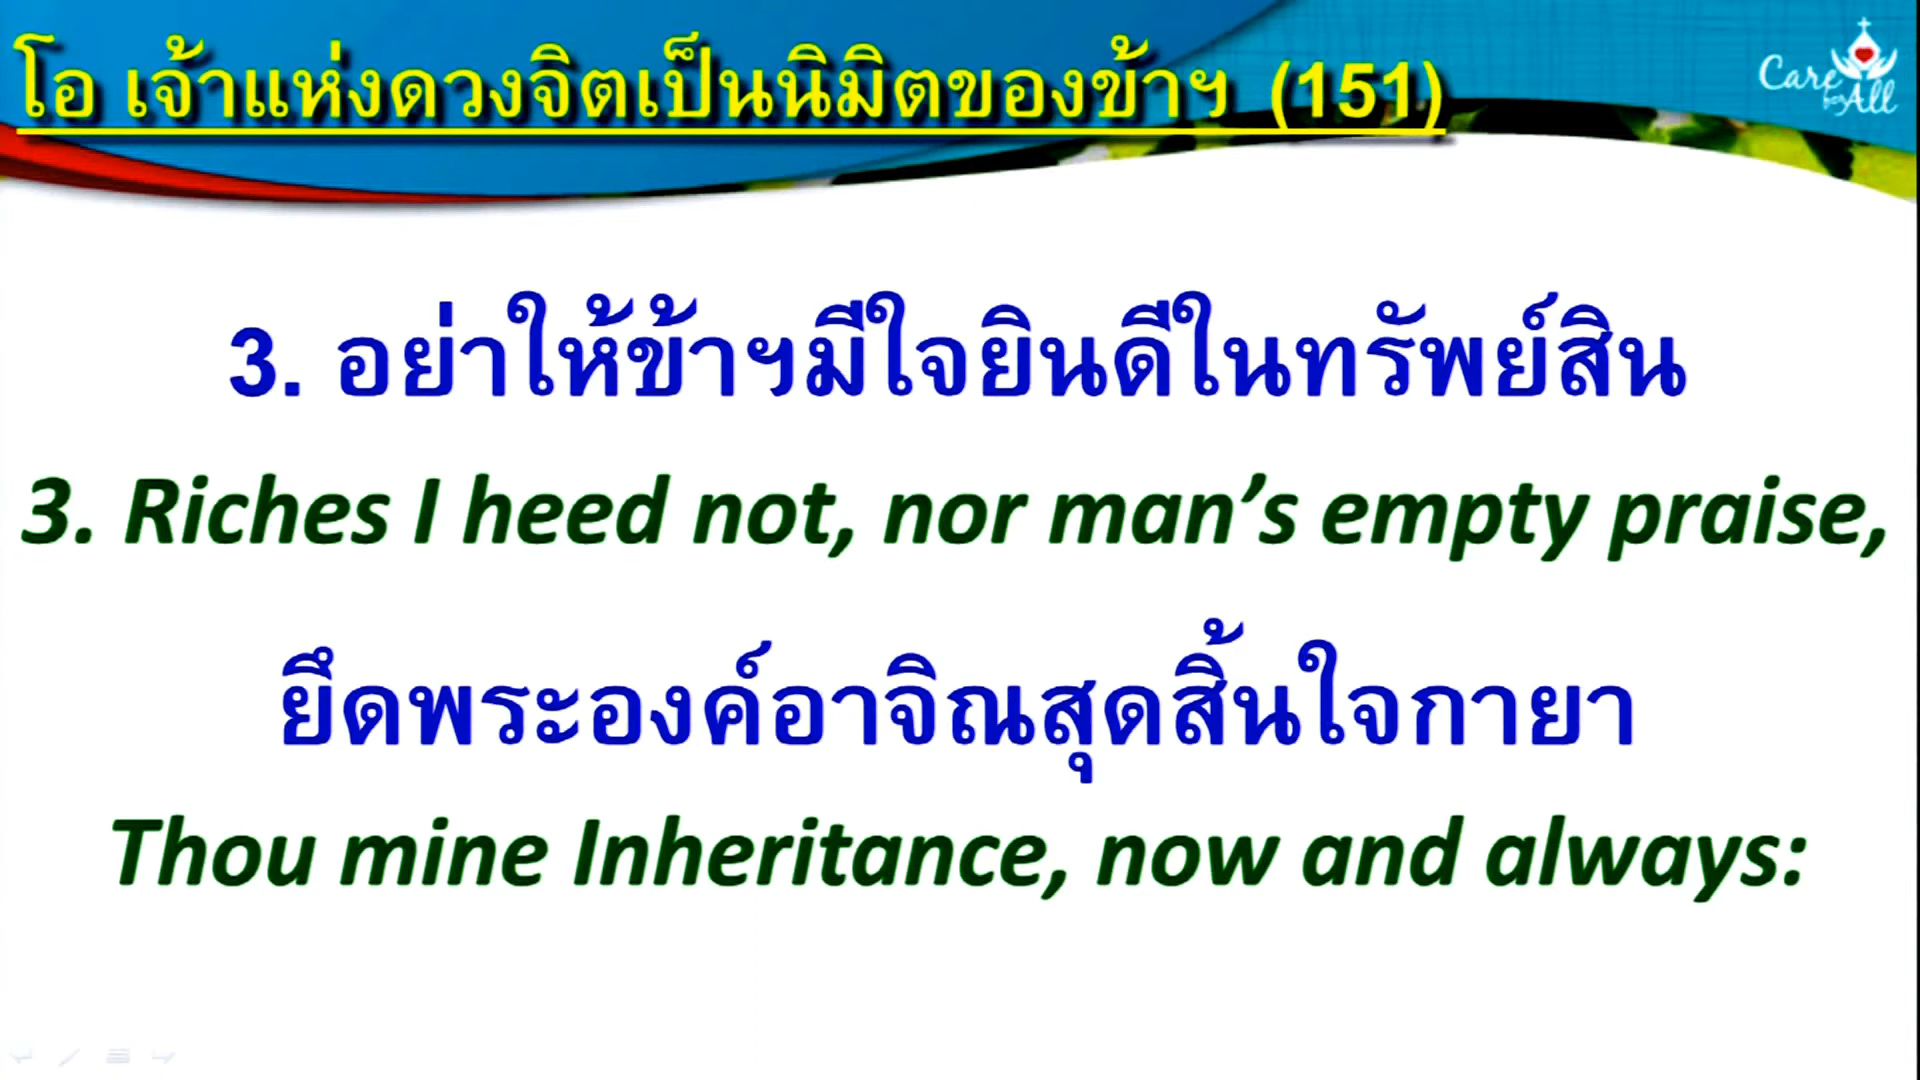 โอ เจ้าแห่งดวงจิตเป็นนิมิตของข้าฯ (151)
Care
for All
3. อย่าให้ข้าฯมีใจยินดีในทรัพย์สิน
3. Riches I heed not, nor man’s empty praise,
ยึดพระองค์อาจิณสุดสิ้นใจกายา
Thou mine Inheritance, now and always: